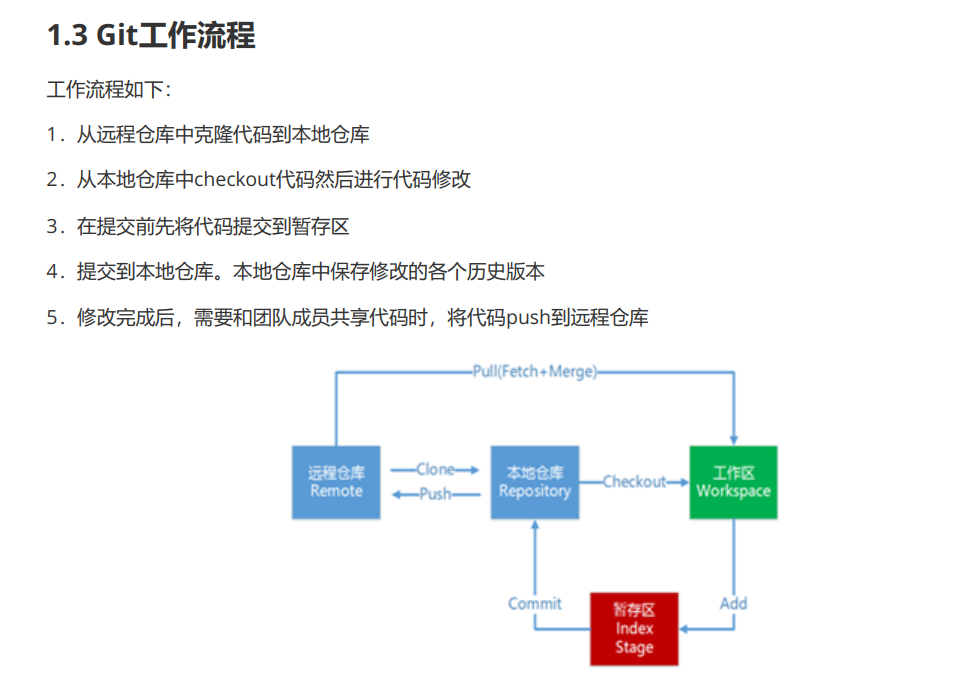 1.3 Git工作流程
工作流程如下：
1．从远程仓库中克隆代码到本地仓库
2．从本地仓库中checkout代码然后进行代码修改
3．在提交前先将代码提交到暂存区
4．提交到本地仓库。本地仓库中保存修改的各个历史版本
5．修改完成后，需要和团队成员共享代码时，将代码push到远程仓库
Pull(Fetch+Merge)
远程仓库
Remote
Clone
Push
本地仓库
Repository
Checkout
工作区
Workspace
Commit
暂存区
Index
Stage
Add